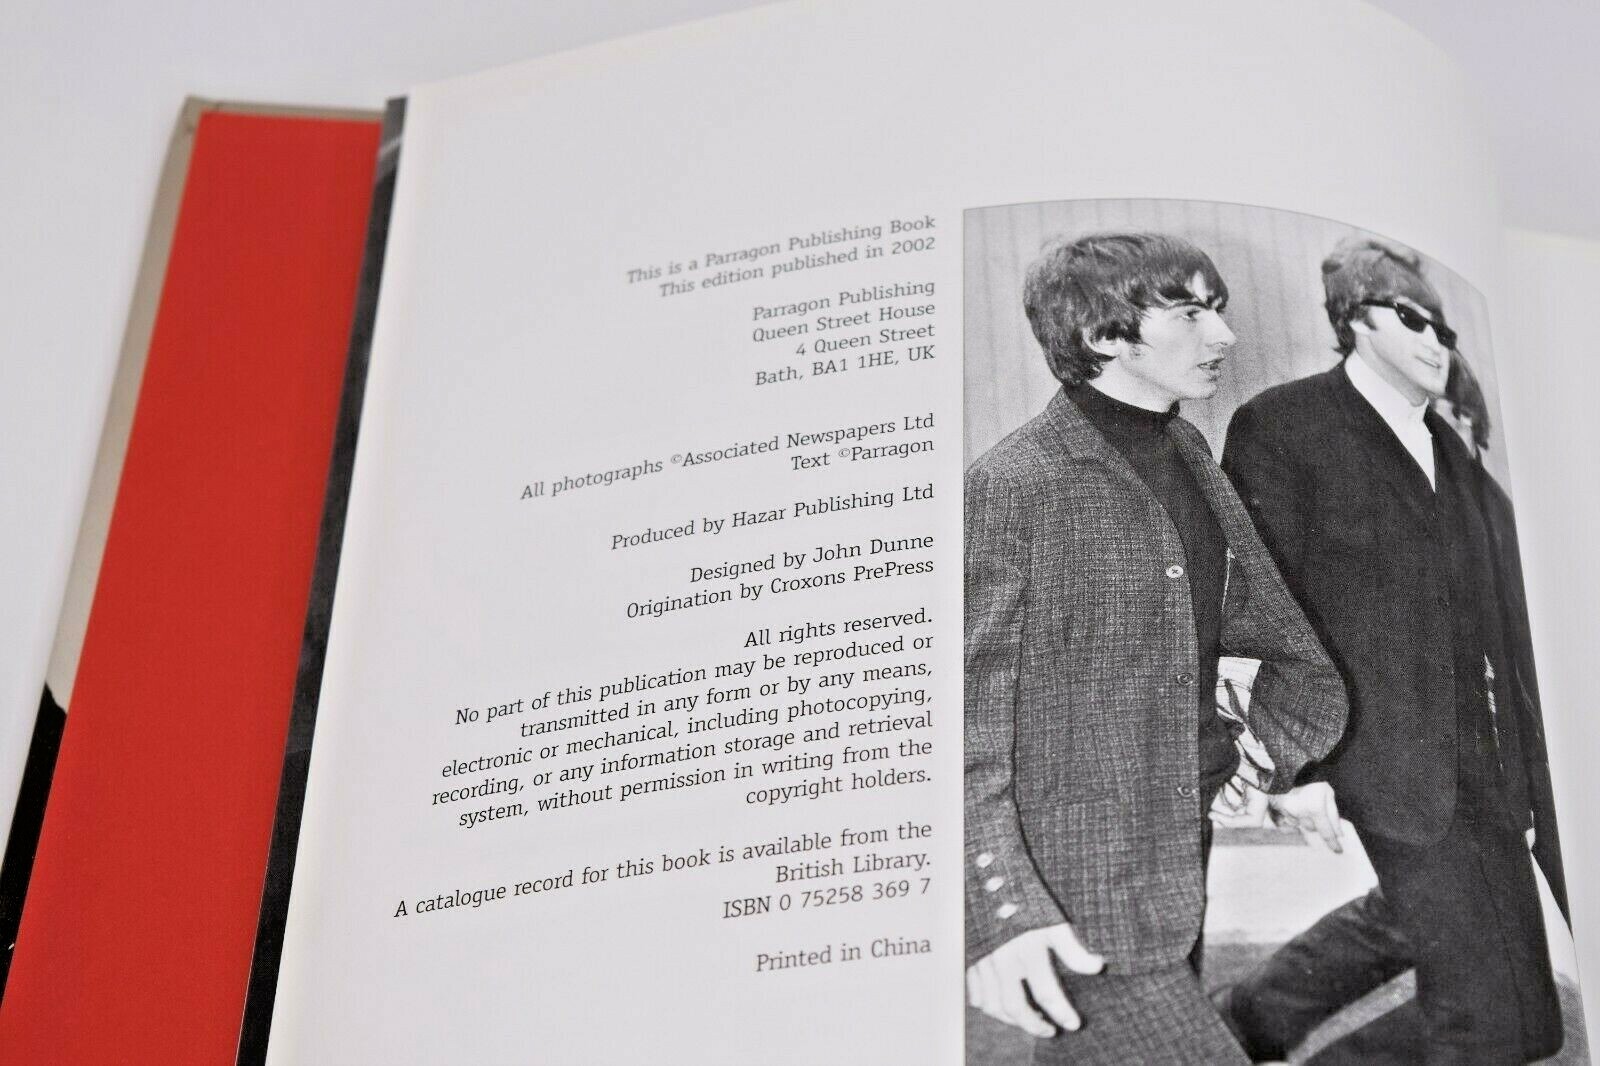 This is a Parragon Publishing Book
This edition published in 2002
Parragon Publishing
Queen Street House
4 Queen Street
Bath, BA1 1HE, UK
All photographs ©Associated Newspapers Ltd
Text ©Parragon
Produced by Hazar Publishing Ltd
Designed by John Dunne
Origination by Croxons PrePress
All rights reserved.
No part of this publication may be reproduced or
transmitted in any form or by any means,
electronic or mechanical, including photocopying,
recording, or any information storage and retrieval
system, without permission in writing from the
copyright holders.
A catalogue record for this book is available from the
British Library.
ISBN 0 75258 369 7
Printed in China